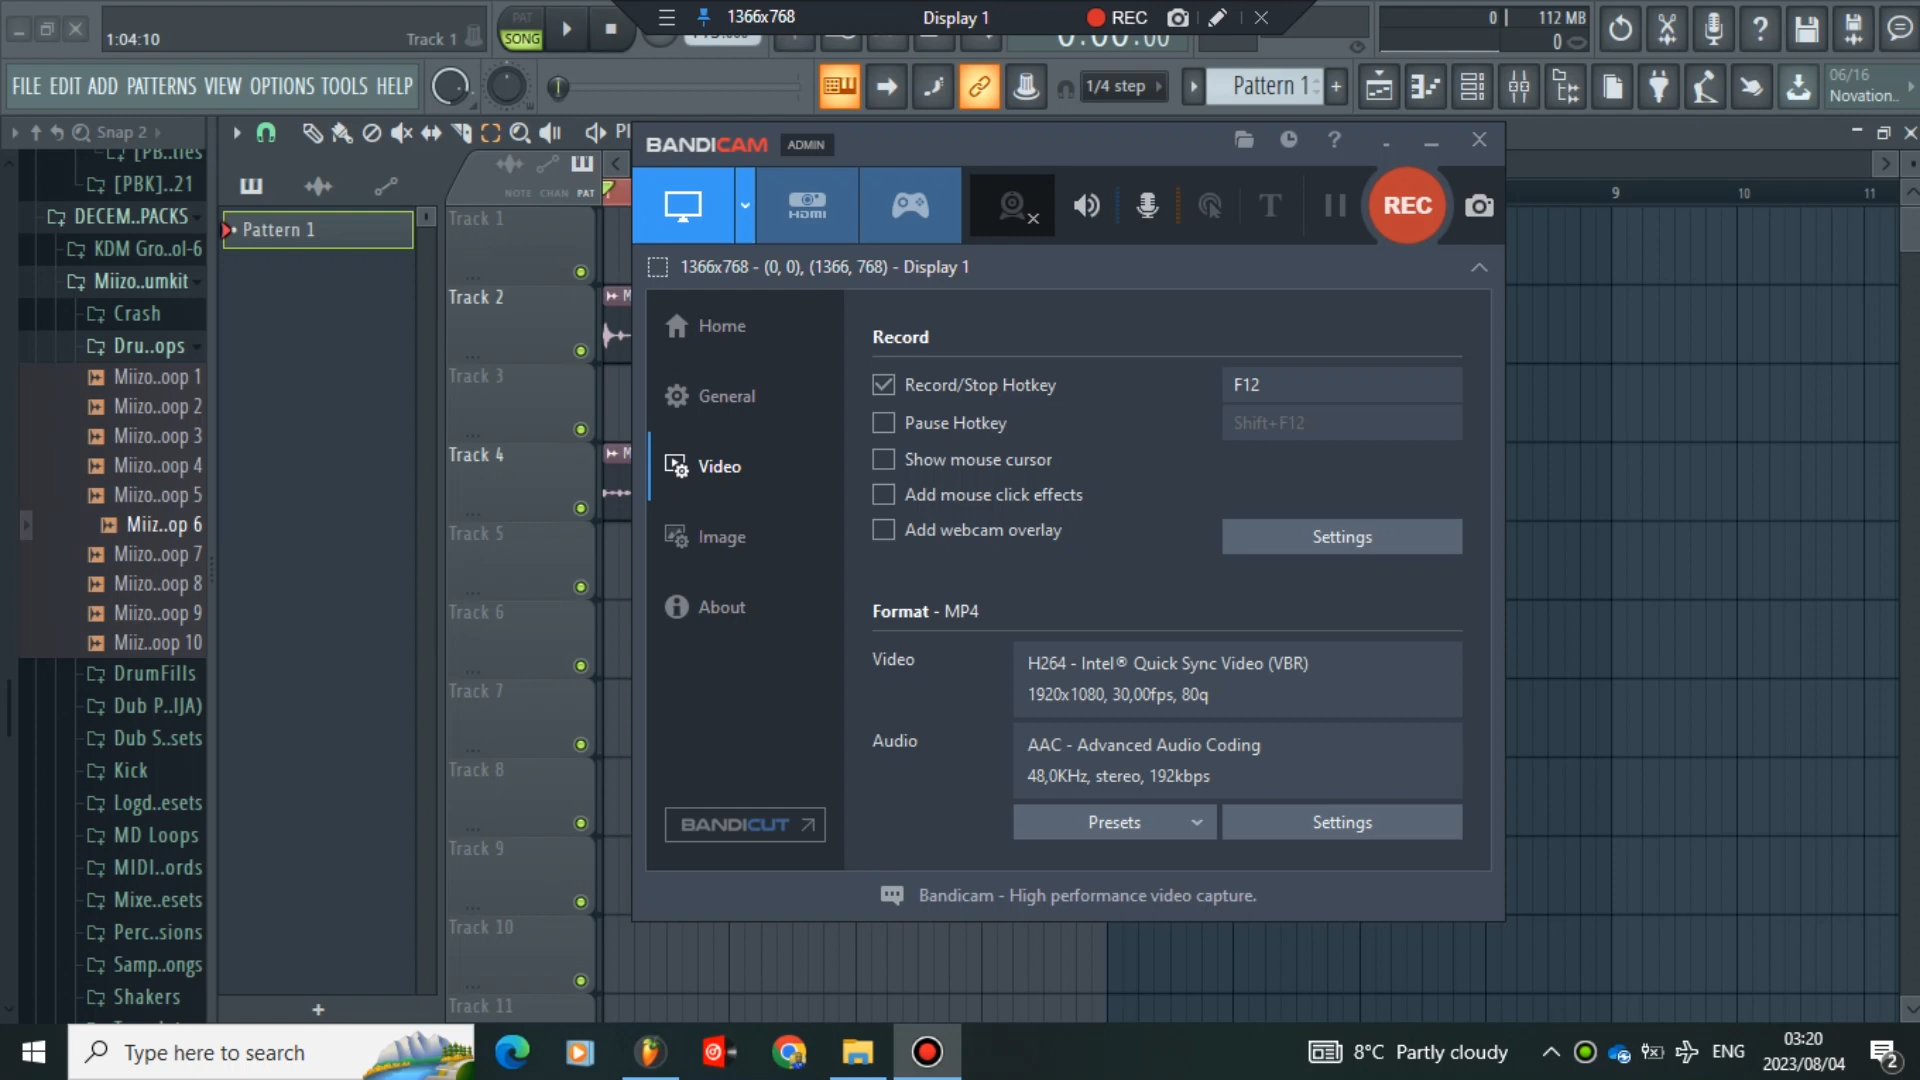 1:04:10
Track 1
PAT
SONG
1366x768
Display 1
REC
0:00:00
0
112 MB
0
FILE EDIT ADD PATTERNS VIEW OPTIONS TOOLS HELP
1/4 step
Pattern 1
+
06/16
Novation..
Snap 2
[PBK]..21
DECEM..PACKS
KDM Gro..ol-6
Miizo..umkit
Crash
Dru..ops
Miizo..oop 1
Miizo..oop 2
Miizo..oop 3
Miizo..oop 4
Miizo..oop 5
Miiz..op 6
Miizo..oop 7
Miizo..oop 8
Miizo..oop 9
Miiz..oop 10
DrumFills
Dub P..IJA)
Dub S..sets
Kick
Logd..esets
MD Loops
MIDI..ords
Mixe..esets
Perc..sions
Samp..ongs
Shakers
Pattern 1
+
NOTE CHAN PAT
Track 1
Track 2
Track 3
Track 4
Track 5
Track 6
Track 7
Track 8
Track 9
Track 10
Track 11
9
10
11
BANDICAM ADMIN
HDMI
T
REC
1366x768 - (0, 0), (1366, 768) - Display 1
Home
General
Video
Image
About
BANDICUT
Record
Record/Stop Hotkey
F12
Pause Hotkey
Shift+F12
Show mouse cursor
Add mouse click effects
Add webcam overlay
Settings
Format - MP4
Video
H264 - Intel® Quick Sync Video (VBR)
1920x1080, 30,00fps, 80q
Audio
AAC - Advanced Audio Coding
48,0KHz, stereo, 192kbps
Presets
Settings
Bandicam - High performance video capture.
Type here to search
8°C Partly cloudy
ENG
03:20
2023/08/04
2